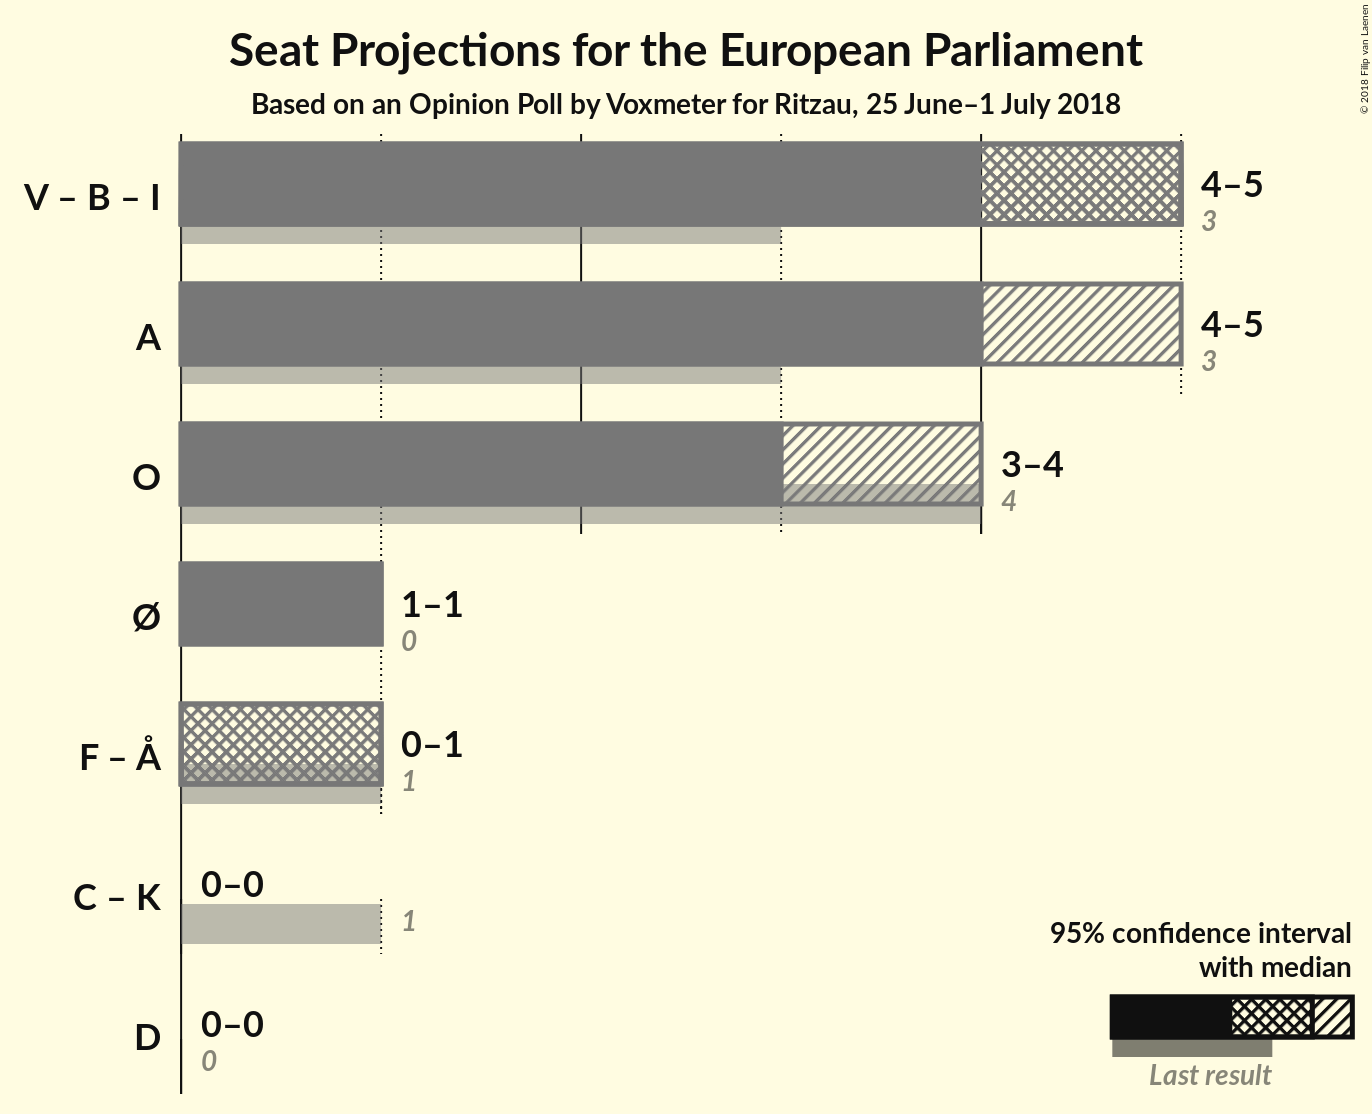 Seat Projections for the European Parliament
Based on an Opinion Poll by Voxmeter for Ritzau, 25 June–1 July 2018
© 2018 Filip van Laenen
V – B – I
4–5
3
A
4–5
3
O
3–4
4
Ø
1–1
0
F – Å
0–1
1
C – K
0–0
1
D
0–0
0
95% confidence interval
with median
Last result